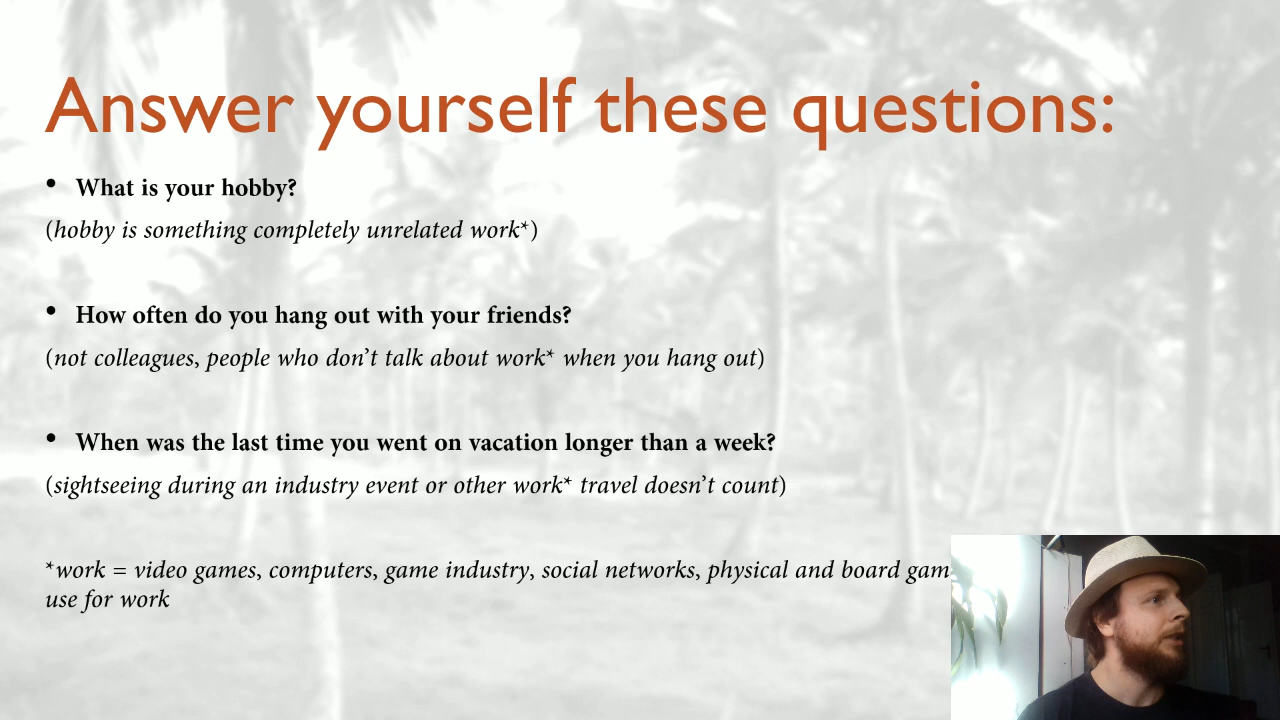 Answer yourself these questions:
• What is your hobby?
(hobby is something completely unrelated work*)
• How often do you hang out with your friends?
(not colleagues, people who don't talk about work* when you hang out)
• When was the last time you went on vacation longer than a week?
(sightseeing during an industry event or other work* travel doesn't count)
*work = video games, computers, game industry, social networks, physical and board
use for work